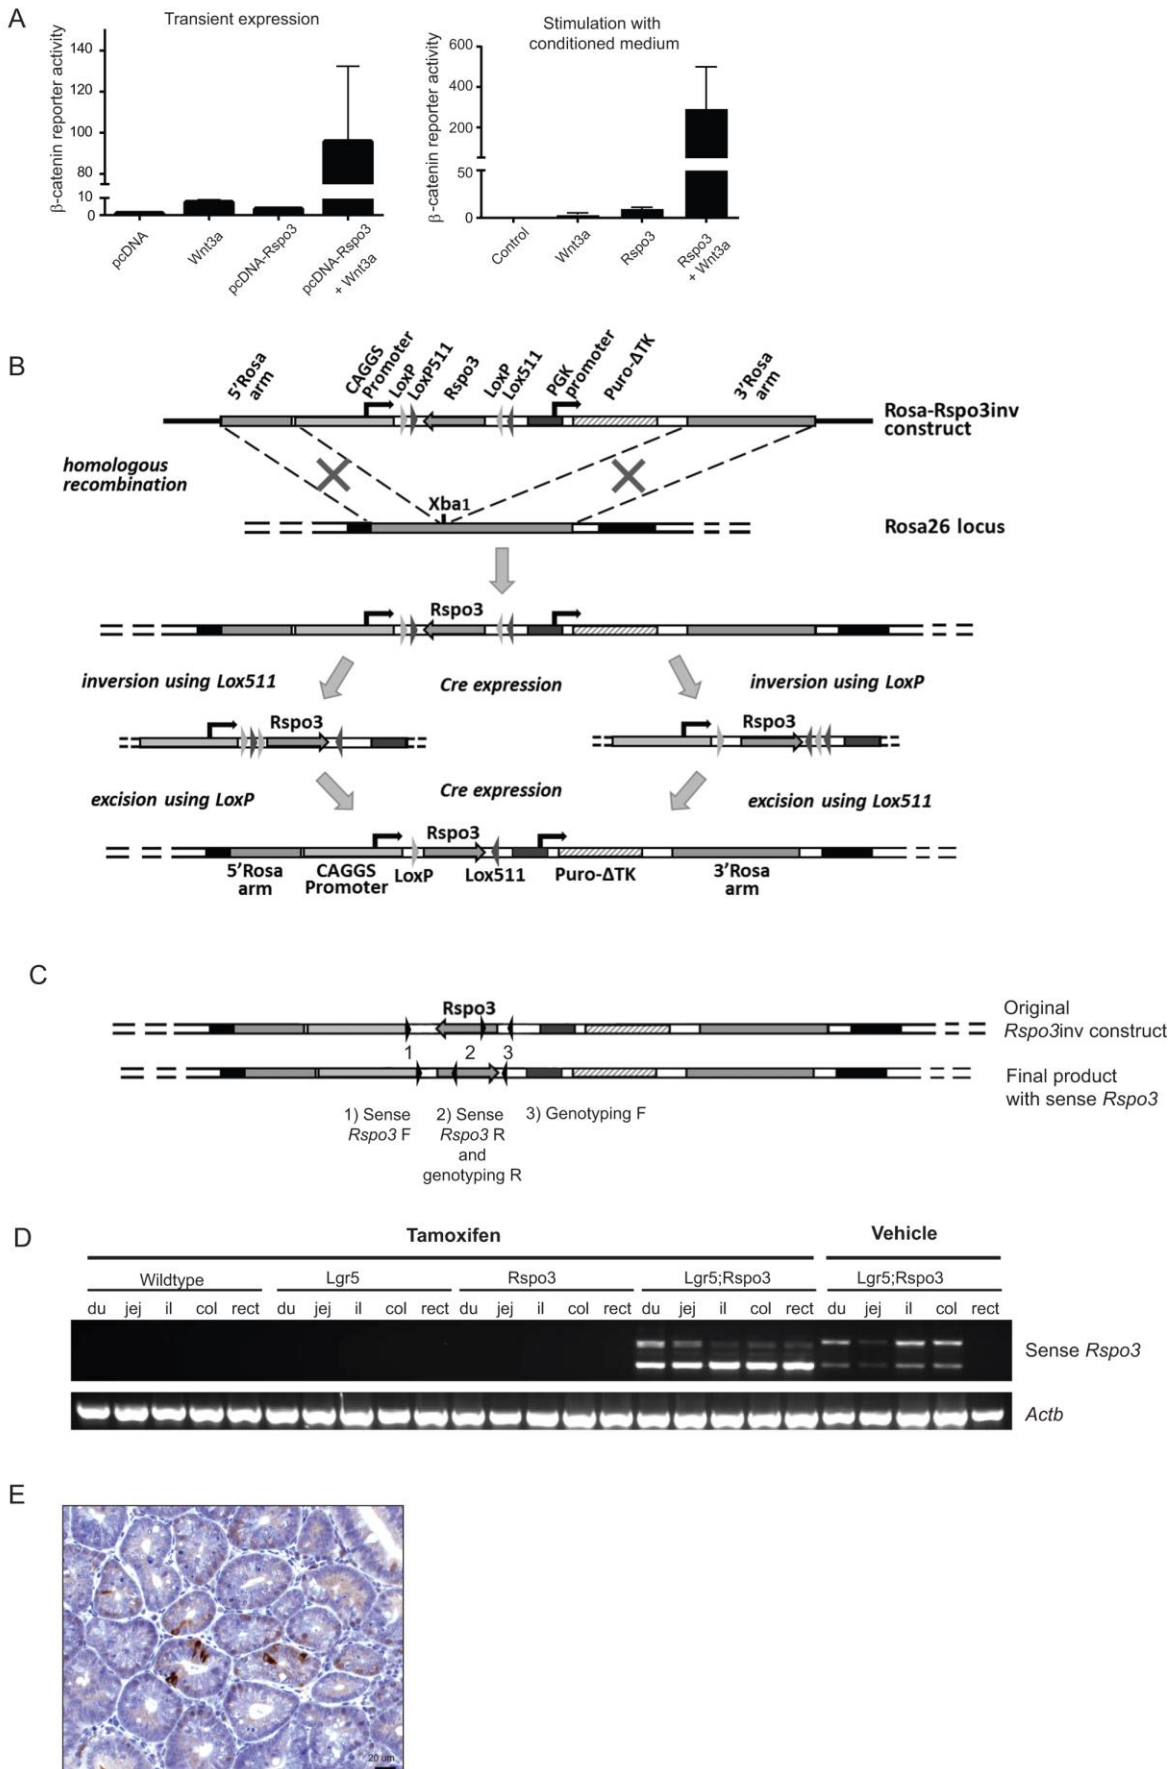 A
Transient expression
β-catenin reporter activity
140
120
100
80
10
0
pcDNA
Wnt3a
pcDNA-Rspo3
pcDNA-Rspo3
+ Wnt3a
Stimulation with
conditioned medium
β-catenin reporter activity
600
400
200
50
0
Control
Wnt3a
Rspo3
Rspo3
+ Wnt3a
B
5'Rosa
arm
CAGGS
Promoter
LoxP
LoxP511
Rspo3
LoxP
Lox511
PGK
promoter
Puro-ΔTK
3'Rosa
arm
Rosa-Rspo3inv
construct
homologous
recombination
Xba1
Rosa26 locus
Rspo3
inversion using Lox511
Cre expression
inversion using LoxP
Rspo3
Rspo3
excision using LoxP
Cre expression
excision using Lox511
Rspo3
5'Rosa
arm
CAGGS
Promoter
LoxP
Lox511
Puro-ΔTK
3'Rosa
arm
C
Rspo3
Original
Rspo3inv construct
1 2 3
Final product
with sense Rspo3
1) Sense
Rspo3 F
2) Sense
Rspo3 R
and
genotyping R
3) Genotyping F
D
Tamoxifen Vehicle
Wildtype Lgr5 Rspo3 Lgr5;Rspo3 Lgr5;Rspo3
du jej il col rect du jej il col rect du jej il col rect du jej il col rect du jej il col rect
Sense Rspo3
Actb
E
20 um